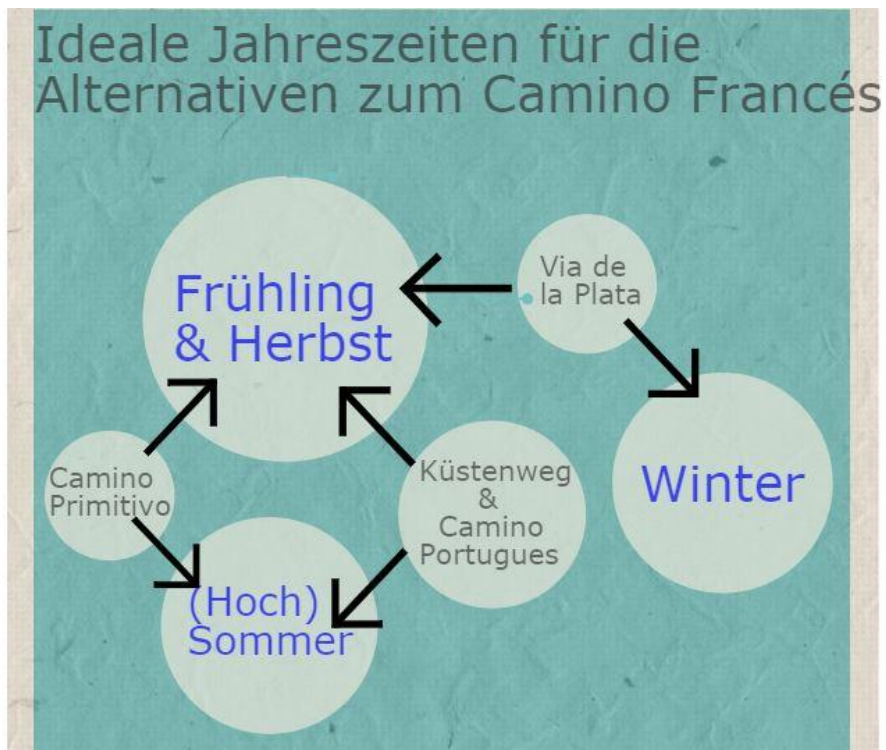 Ideale Jahreszeiten für die
Alternativen zum Camino Francés
Via de
la Plata
Frühling
& Herbst
Camino
Primitivo
Küstenweg
&
Camino
Portugues
Winter
(Hoch)
Sommer